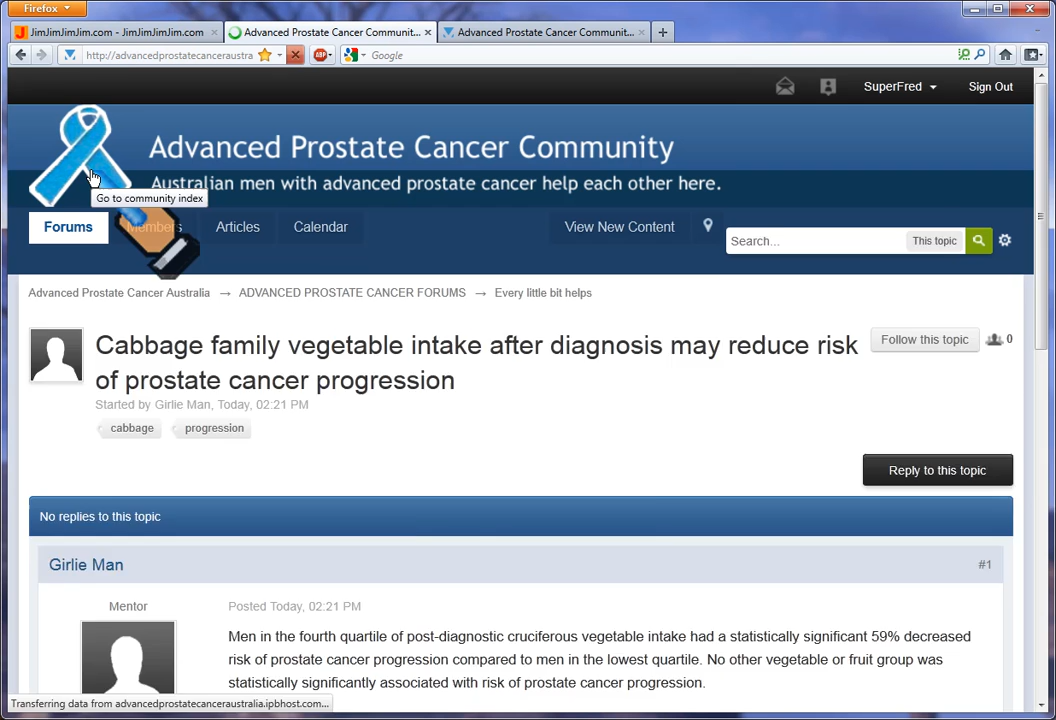 Firefox
JimJimJimJim.com - JimJimJimJim.com
Advanced Prostate Cancer Communit...
Advanced Prostate Cancer Communit...
http://advancedprostatecanceraustra
ABP
Google
SuperFred
Sign Out
Advanced Prostate Cancer Community
Australian men with advanced prostate cancer help each other here.
Go to community index
Forums
Members
Articles
Calendar
View New Content
Search...
This topic
Advanced Prostate Cancer Australia → ADVANCED PROSTATE CANCER FORUMS → Every little bit helps
Cabbage family vegetable intake after diagnosis may reduce risk
of prostate cancer progression
Follow this topic
0
Started by Girlie Man, Today, 02:21 PM
cabbage
progression
Reply to this topic
No replies to this topic
Girlie Man
#1
Mentor
Posted Today, 02:21 PM
Men in the fourth quartile of post-diagnostic cruciferous vegetable intake had a statistically significant 59% decreased
risk of prostate cancer progression compared to men in the lowest quartile. No other vegetable or fruit group was
statistically significantly associated with risk of prostate cancer progression.
Transferring data from advancedprostatecanceraustralia.ipbhost.com...